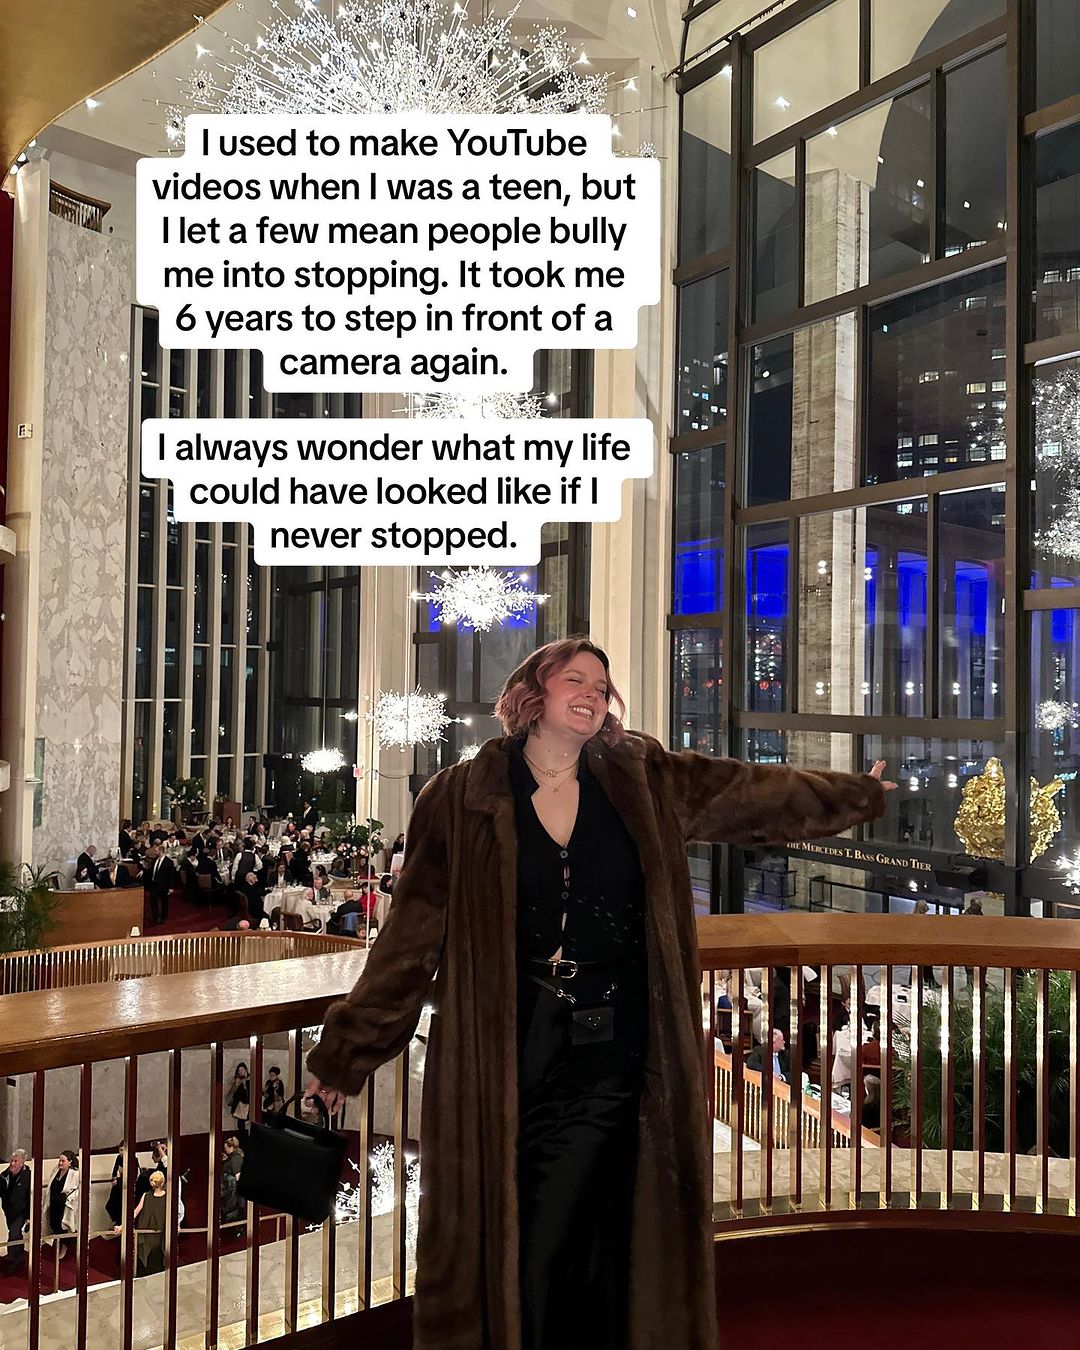 I used to make YouTube
videos when I was a teen, but
I let a few mean people bully
me into stopping. It took me
6 years to step in front of a
camera again.
I always wonder what my life
could have looked like if I
never stopped.
THE MERCEDES T. BASS GRAND TIER